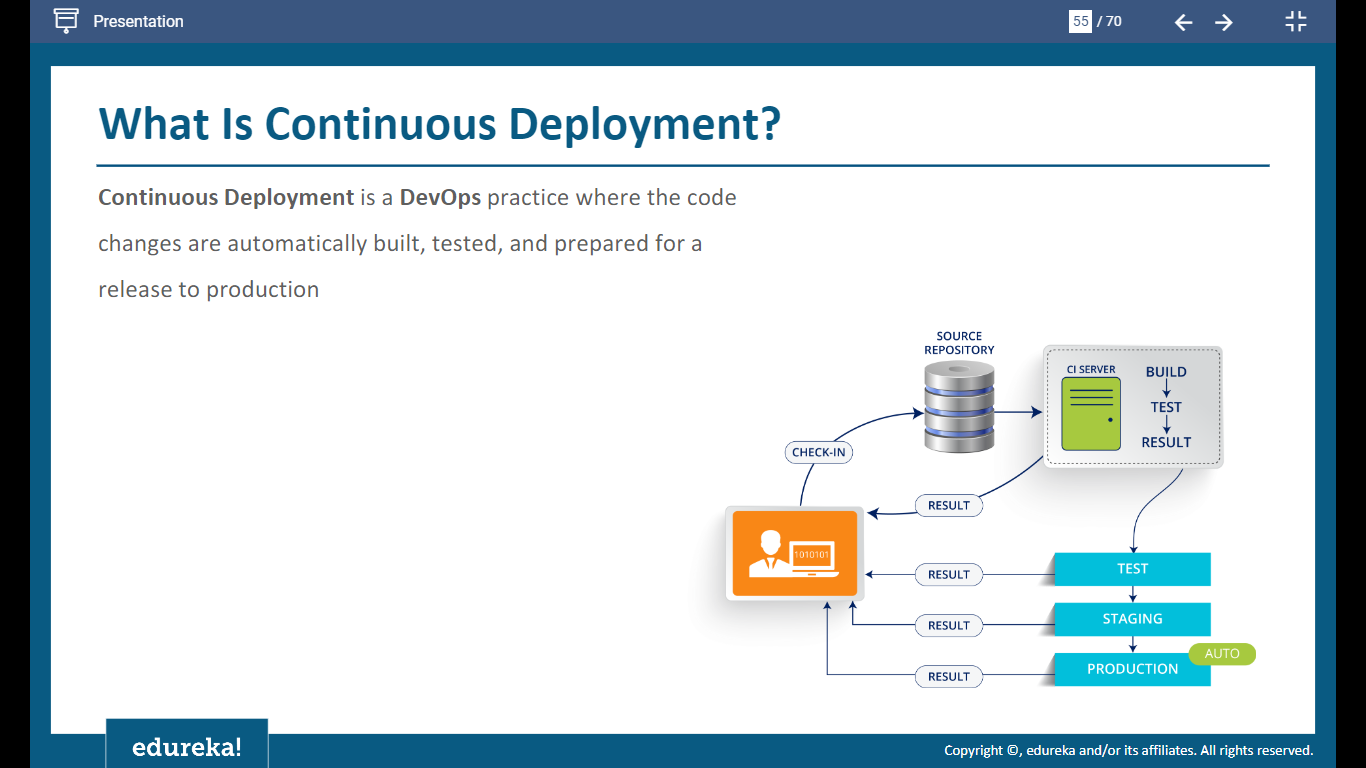 Presentation
55 / 70
What Is Continuous Deployment?
Continuous Deployment is a DevOps practice where the code
changes are automatically built, tested, and prepared for a
release to production
SOURCE
REPOSITORY
CI SERVER
BUILD
TEST
RESULT
CHECK-IN
RESULT
1010101
RESULT
TEST
RESULT
STAGING
AUTO
RESULT
PRODUCTION
edureka!
Copyright ©, edureka and/or its affiliates. All rights reserved.